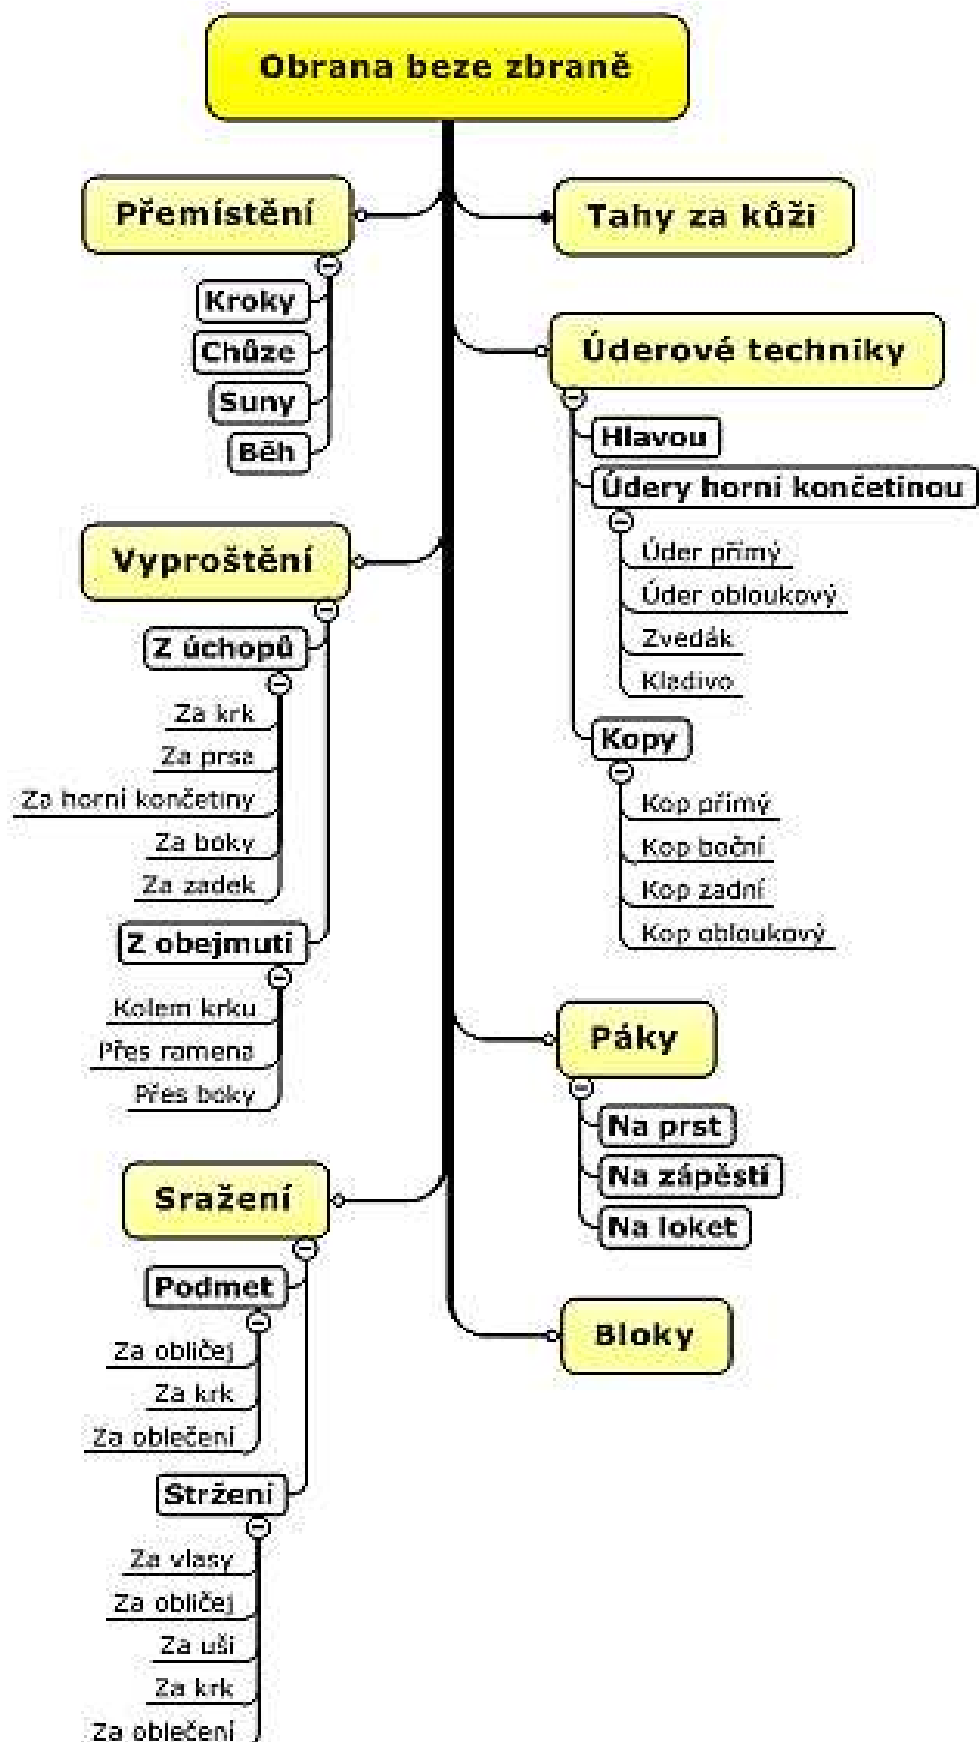 Obrana beze zbraně
Přemístění
Kroky
Chůze
Suny
Běh
Vyproštění
Z úchopů
Za krk
Za prsa
Za horní končetiny
Za boky
Za zadek
Z obejmutí
Kolem krku
Přes ramena
Přes boky
Sražení
Podmet
Za obličej
Za krk
Za oblečení
Stržení
Za vlasy
Za obličej
Za uši
Za krk
Za oblečení
Tahy za kůži
Úderové techniky
Hlavou
Údery horní končetinou
Úder přímý
Úder obloukový
Zvedák
Kladivo
Kopy
Kop přímý
Kop boční
Kop zadní
Kop obloukový
Páky
Na prst
Na zápěstí
Na loket
Bloky